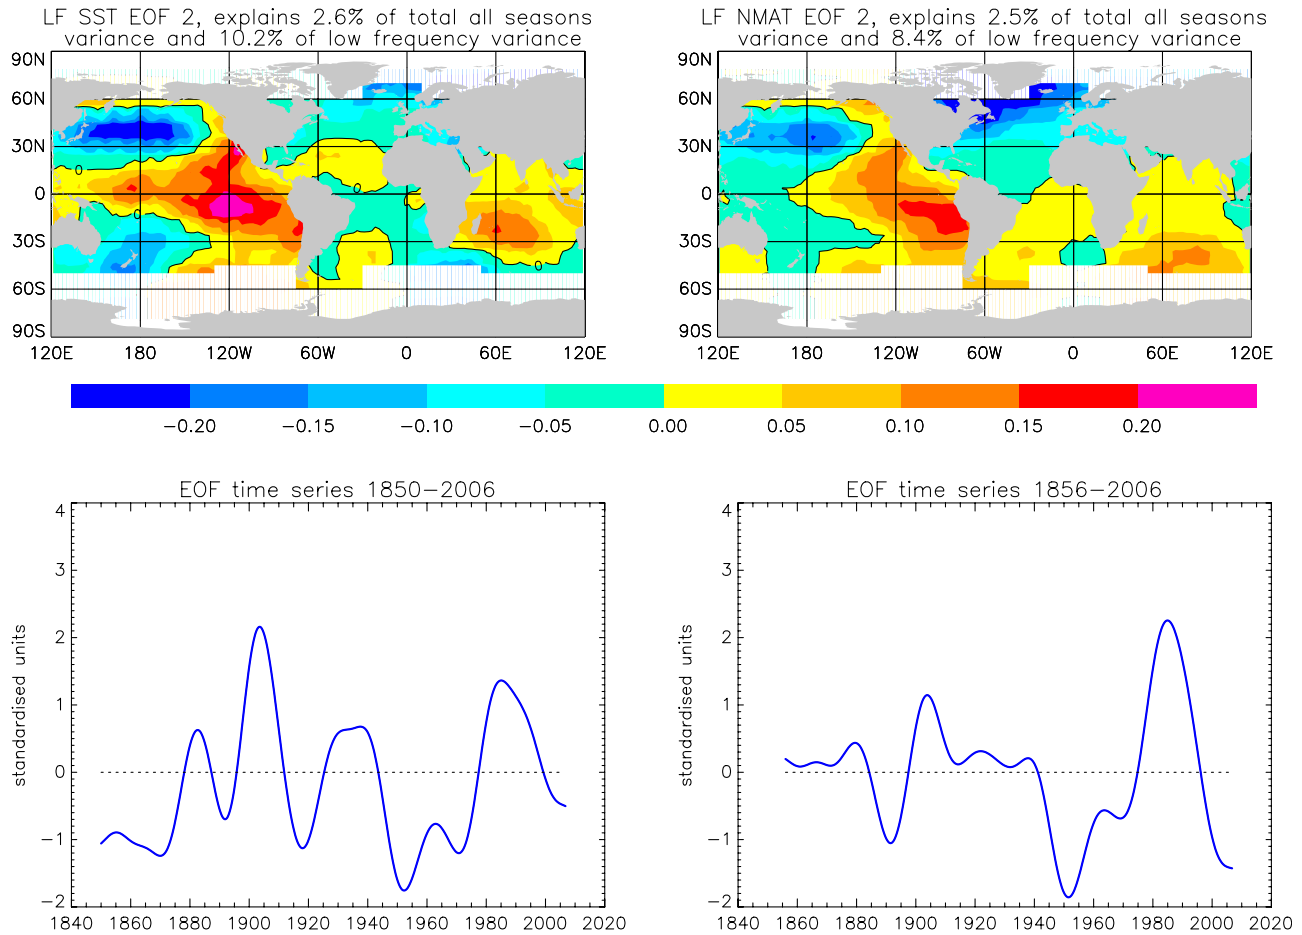 LF SST EOF 2, explains 2.6% of total all seasons
variance and 10.2% of low frequency variance
90N
60N
30N
0
30S
60S
90S
0
0
0
0
120E 180 120W 60W 0 60E 120E
LF NMAT EOF 2, explains 2.5% of total all seasons
variance and 8.4% of low frequency variance
90N
60N
30N
0
30S
60S
90S
120E 180 120W 60W 0 60E 120E
−0.20 −0.15 −0.10 −0.05 0.00 0.05 0.10 0.15 0.20
EOF time series 1850−2006
standardised units
4
3
2
1
0
−1
−2
1840 1860 1880 1900 1920 1940 1960 1980 2000 2020
EOF time series 1856−2006
standardised units
4
3
2
1
0
−1
−2
1840 1860 1880 1900 1920 1940 1960 1980 2000 2020